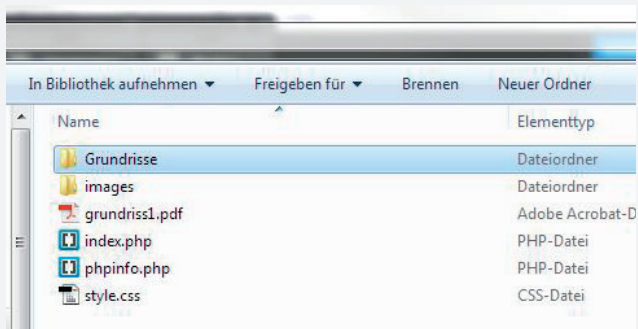 In Bibliothek aufnehmen Freigeben für Brennen Neuer Ordner
Name Elementtyp
Grundrisse Dateiordner
images Dateiordner
grundriss1.pdf Adobe Acrobat-D
index.php PHP-Datei
phpinfo.php PHP-Datei
style.css CSS-Datei